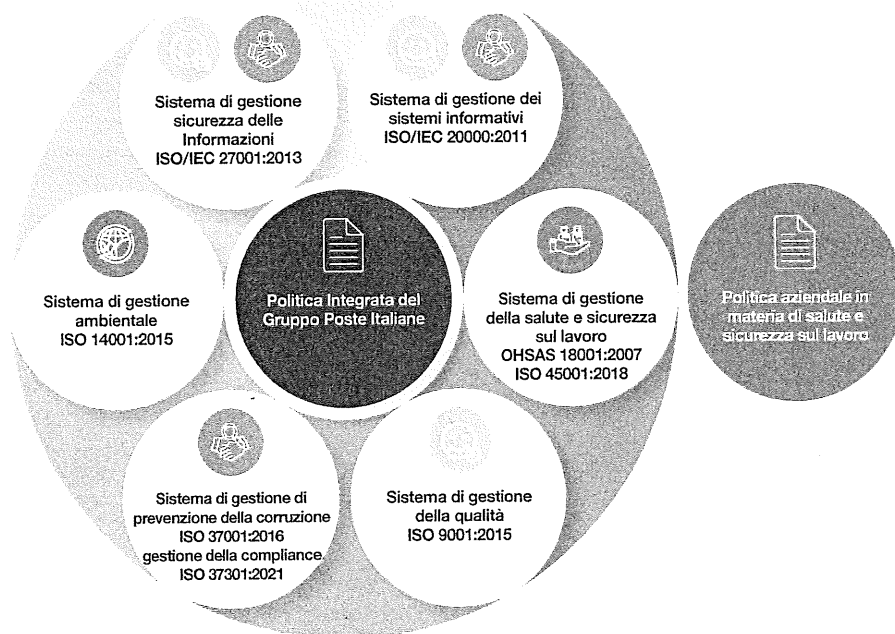 Sistema di gestione
sicurezza delle
Informazioni
ISO/IEC 27001:2013
Sistema di gestione dei
sistemi informativi
ISO/IEC 20000:2011
Sistema di gestione
ambientale
ISO 14001:2015
Politica Integrata del
Gruppo Poste Italiane
Sistema di gestione
della salute e sicurezza
sul lavoro
OHSAS 18001:2007
ISO 45001:2018
Politica aziendale in
materia di salute e
sicurezza sul lavoro
Sistema di gestione di
prevenzione della corruzione
ISO 37001:2016
gestione della compliance
ISO 37301:2021
Sistema di gestione
della qualità
ISO 9001:2015